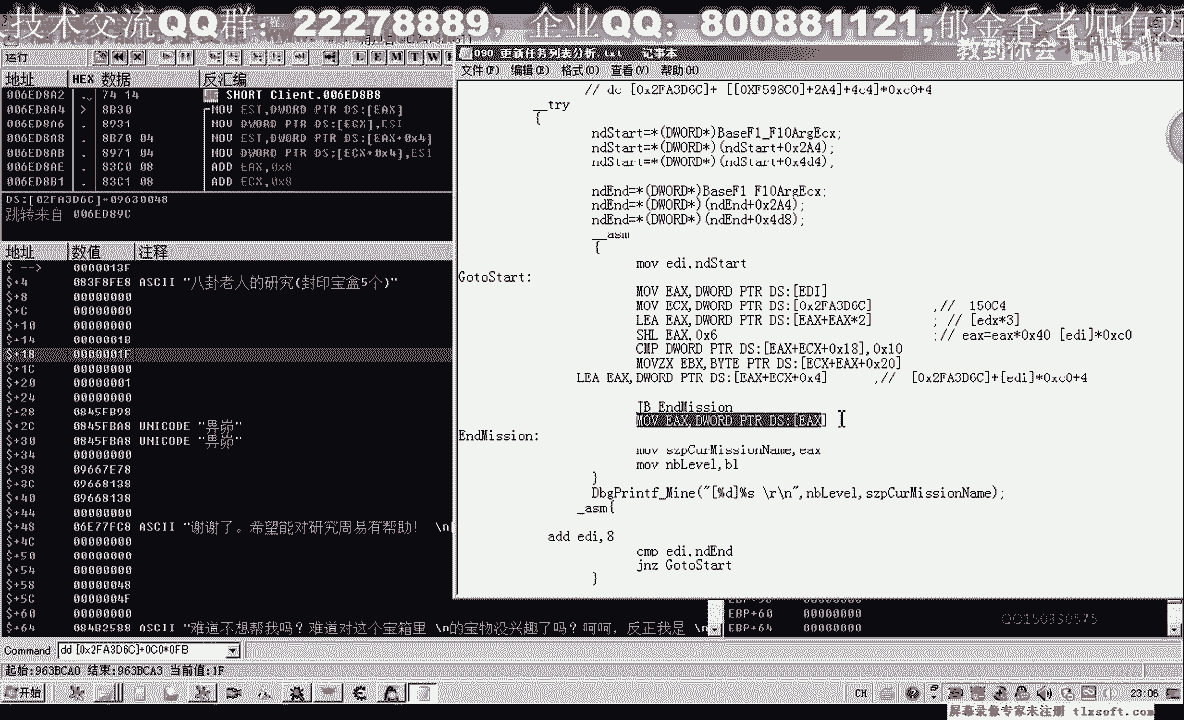 技术交流QQ群: 22278889, 企业QQ: 800881121,郁金香老师有
教到你会 bilibili
运行
L E M T W
地址 HEX 数据 反汇编
006ED8A2 74 14 SHORT Client.006ED8B8
006ED8A4 > 8B30 MOV ESI,DWORD PTR DS:[EAX]
006ED8A6 . 8931 MOV DWORD PTR DS:[ECX],ESI
006ED8A8 . 8B70 04 MOV ESI,DWORD PTR DS:[EAX+0x4]
006ED8AB . 8971 04 MOV DWORD PTR DS:[ECX+0x4],ESI
006ED8AE . 83C0 08 ADD EAX,0x8
006ED8B1 . 83C1 08 ADD ECX,0x8
DS:[02FA3D6C]=09630048
跳转来自 006ED89C
地址 数值 注释
$ --> 0000013F
$+4 083F8FE8 ASCII "八卦老人的研究(封印宝盒5个)"
$+8 00000000
$+C 00000000
$+10 00000000
$+14 0000001B
$+18 0000001F
$+1C 00000000
$+20 00000001
$+24 00000000
$+28 0845FB98
$+2C 0845FBA8 UNICODE
$+30 0845FBA8 UNICODE
$+34 00000000
$+38 09667E78
$+3C 09668138
$+40 09668138
$+44 00000000
$+48 06E77FC8 ASCII "谢谢了。希望能对研究周易有帮助! \n
$+4C 00000000
$+50 00000000
$+54 00000000
$+58 00000048
$+5C 0000004F
$+60 00000000
$+64 084B2588 ASCII "难道不想帮我吗?难道对这个宝箱里 \n的宝物没兴趣了吗?呵呵,反正我是 \n
EBP+60 00000000
EBP+64 00000000
Command : dd [0x2FA3D6C]+0C0*0FB
起始:963BCA0 结束:963BCA3 当前值:1F
090 更新任务列表分析.txt - 记事本
文件(F) 编辑(E) 格式(O) 查看(V) 帮助(H)
// dc [0x2FA3D6C]+ [[0XF598C0]+2A4]+4c4]*0xc0+4
__try
{
ndStart=*(DWORD*)BaseF1_F10ArgEcx;
ndStart=*(DWORD*)(ndStart+0x2A4);
ndStart=*(DWORD*)(ndStart+0x4d4);
ndEnd=*(DWORD*)BaseF1_F10ArgEcx;
ndEnd=*(DWORD*)(ndEnd+0x2A4);
ndEnd=*(DWORD*)(ndEnd+0x4d8);
__asm
{
mov edi,ndStart
GotoStart:
MOV EAX,DWORD PTR DS:[EDI]
MOV ECX,DWORD PTR DS:[0x2FA3D6C] ;// 150C4
LEA EAX,DWORD PTR DS:[EAX+EAX*2] ; // [edx*3]
SHL EAX,0x6 ;// eax=eax*0x40 [edi]*0xc0
CMP DWORD PTR DS:[EAX+ECX+0x18],0x10
MOVZX EBX,BYTE PTR DS:[ECX+EAX+0x20]
LEA EAX,DWORD PTR DS:[EAX+ECX+0x4] ;// [0x2FA3D6C]+[edi]*0xc0+4
JB EndMission
MOV EAX,DWORD PTR DS:[EAX]
EndMission:
mov szpCurMissionName,eax
mov nbLevel,bl
}
DbgPrintf_Mine("[%d]%s \r\n",nbLevel,szpCurMissionName);
_asm{
add edi,8
cmp edi,ndEnd
jnz GotoStart
}
QQ150330575
开始
CH
23:06
屏幕录像专家未注册 tlxsoft.com